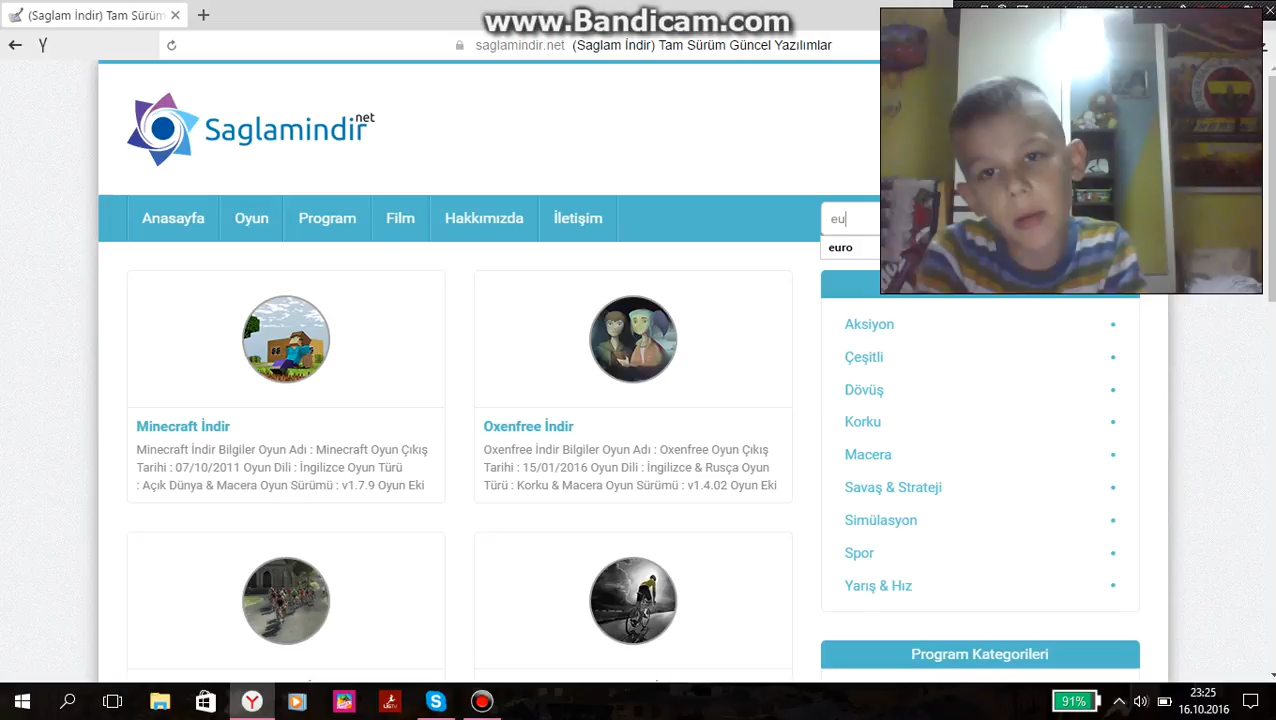 www.Bandicam.com
(Saglam İndir) Tam Sürüm
saglamindir.net (Saglam İndir) Tam Sürüm Güncel Yazılımlar
Saglamindir net
Anasayfa Oyun Program Film Hakkımızda İletişim
eu
euro
Minecraft İndir
Minecraft İndir Bilgiler Oyun Adı : Minecraft Oyun Çıkış
Tarihi : 07/10/2011 Oyun Dili : İngilizce Oyun Türü
: Açık Dünya & Macera Oyun Sürümü : v1.7.9 Oyun Eki
Oxenfree İndir
Oxenfree İndir Bilgiler Oyun Adı : Oxenfree Oyun Çıkış
Tarihi : 15/01/2016 Oyun Dili : İngilizce & Rusça Oyun
Türü : Korku & Macera Oyun Sürümü : v1.4.02 Oyun Eki
Aksiyon
Çeşitli
Dövüş
Korku
Macera
Savaş & Strateji
Simülasyon
Spor
Yarış & Hız
Program Kategorileri
91%
23:25
16.10.2016